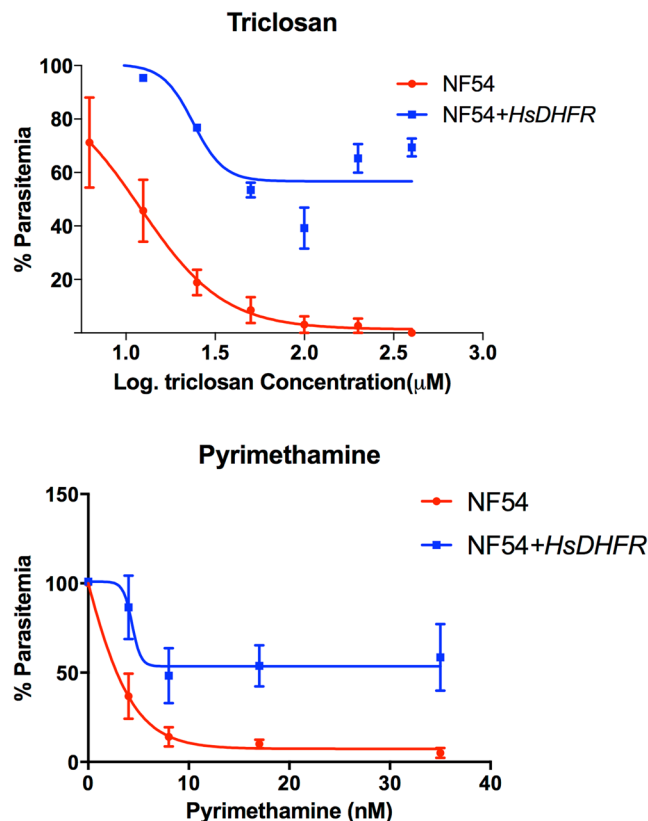 Triclosan
100
80
60
40
20
% Parasitemia
NF54
NF54+HsDHFR
1.0 1.5 2.0 2.5 3.0
Log. triclosan Concentration(μM)
Pyrimethamine
150
100
50
0
% Parasitemia
NF54
NF54+HsDHFR
0 10 20 30 40
Pyrimethamine (nM)